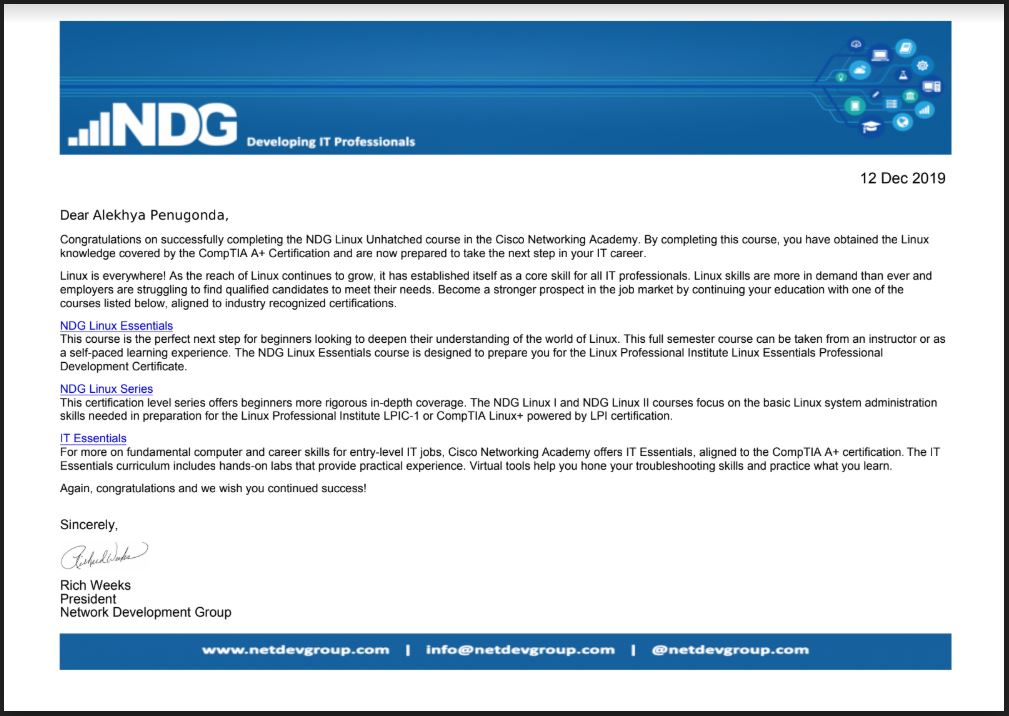 NDG Developing IT Professionals
12 Dec 2019
Dear Alekhya Penugonda,
Congratulations on successfully completing the NDG Linux Unhatched course in the Cisco Networking Academy. By completing this course, you have obtained the Linux
knowledge covered by the CompTIA A+ Certification and are now prepared to take the next step in your IT career.
Linux is everywhere! As the reach of Linux continues to grow, it has established itself as a core skill for all IT professionals. Linux skills are more in demand than ever and
employers are struggling to find qualified candidates to meet their needs. Become a stronger prospect in the job market by continuing your education with one of the
courses listed below, aligned to industry recognized certifications.
NDG Linux Essentials
This course is the perfect next step for beginners looking to deepen their understanding of the world of Linux. This full semester course can be taken from an instructor or as
a self-paced learning experience. The NDG Linux Essentials course is designed to prepare you for the Linux Professional Institute Linux Essentials Professional
Development Certificate.
NDG Linux Series
This certification level series offers beginners more rigorous in-depth coverage. The NDG Linux I and NDG Linux II courses focus on the basic Linux system administration
skills needed in preparation for the Linux Professional Institute LPIC-1 or CompTIA Linux+ powered by LPI certification.
IT Essentials
For more on fundamental computer and career skills for entry-level IT jobs, Cisco Networking Academy offers IT Essentials, aligned to the CompTIA A+ certification. The IT
Essentials curriculum includes hands-on labs that provide practical experience. Virtual tools help you hone your troubleshooting skills and practice what you learn.
Again, congratulations and we wish you continued success!
Sincerely,
Richard Weeks
Rich Weeks
President
Network Development Group
www.netdevgroup.com | info@netdevgroup.com | @netdevgroup.com